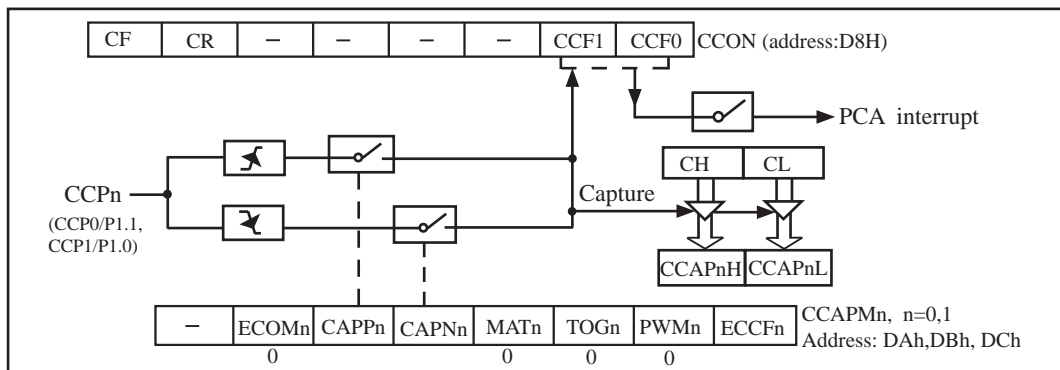 CF CR – – – – CCF1 CCF0 CCON (address:D8H)
PCA interrupt
CH CL
CCPn
(CCP0/P1.1,
CCP1/P1.0)
Capture
CCAPnH CCAPnL
– ECOMn CAPPn CAPNn MATn TOGn PWMn ECCFn
CCAPMn, n=0,1
Address: DAh,DBh, DCh
0 0 0 0